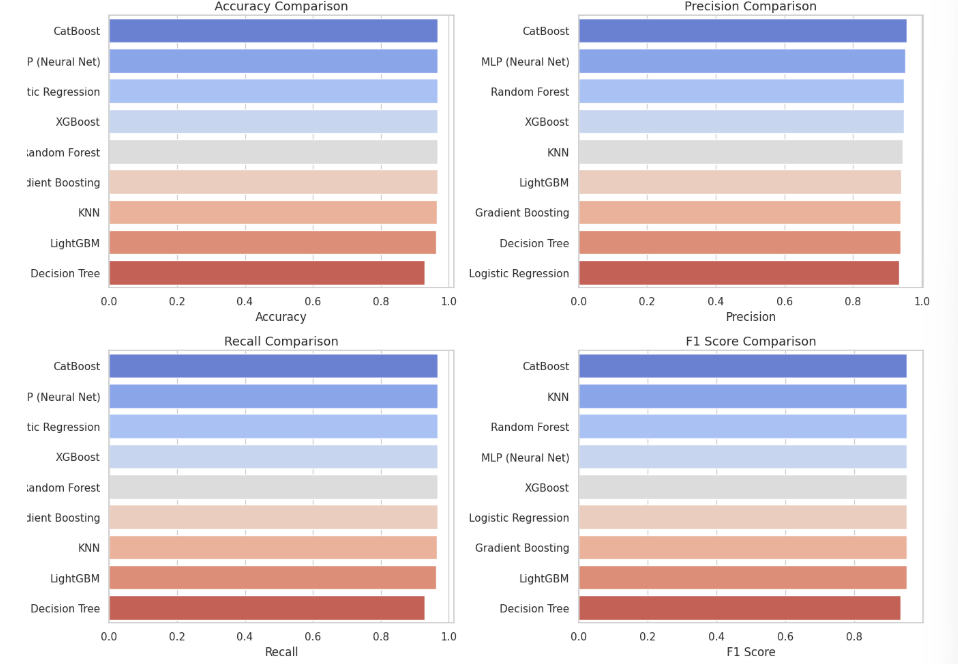 Accuracy Comparison
CatBoost
P (Neural Net)
tic Regression
XGBoost
andom Forest
dient Boosting
KNN
LightGBM
Decision Tree
0.0 0.2 0.4 0.6 0.8 1.0
Accuracy
Precision Comparison
CatBoost
MLP (Neural Net)
Random Forest
XGBoost
KNN
LightGBM
Gradient Boosting
Decision Tree
Logistic Regression
0.0 0.2 0.4 0.6 0.8 1.0
Precision
Recall Comparison
CatBoost
P (Neural Net)
tic Regression
XGBoost
andom Forest
dient Boosting
KNN
LightGBM
Decision Tree
0.0 0.2 0.4 0.6 0.8 1.0
Recall
F1 Score Comparison
CatBoost
KNN
Random Forest
MLP (Neural Net)
XGBoost
Logistic Regression
Gradient Boosting
LightGBM
Decision Tree
0.0 0.2 0.4 0.6 0.8
F1 Score